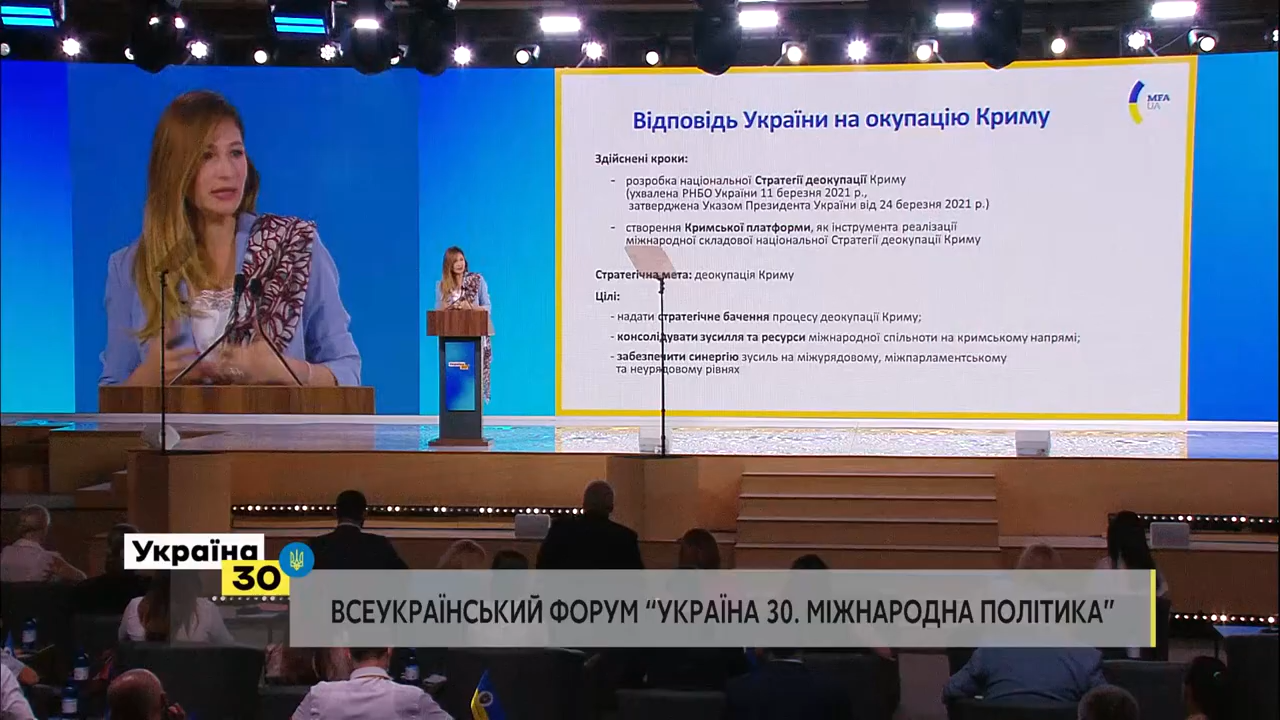 MFA
UA
Відповідь України на окупацію Криму
Здійснені кроки:
- розробка національної Стратегії деокупації Криму
(ухвалена РНБО України 11 березня 2021 р.,
затверджена Указом Президента України від 24 березня 2021 р.)
- створення Кримської платформи, як інструмента реалізації
міжнародної складової національної Стратегії деокупації Криму
Стратегічна мета: деокупація Криму
Цілі:
- надати стратегічне бачення процесу деокупації Криму;
- консолідувати зусилля та ресурси міжнародної спільноти на кримському напрямі;
- забезпечити синергію зусиль на міжурядовому, міжпарламентському
та неурядовому рівнях
Україна
30
Україна
30
ВСЕУКРАЇНСЬКИЙ ФОРУМ “УКРАЇНА 30. МІЖНАРОДНА ПОЛІТИКА”